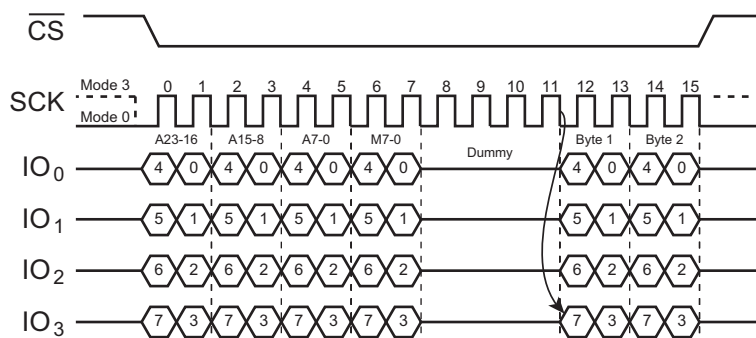 CS
Mode 3
0 1 2 3 4 5 6 7 8 9 10 11 12 13 14 15
SCK
Mode 0
A23-16 A15-8 A7-0 M7-0 Dummy Byte 1 Byte 2
IO0 4 0 4 0 4 0 4 0 4 0 4 0
IO1 5 1 5 1 5 1 5 1 5 1 5 1
IO2 6 2 6 2 6 2 6 2 6 2 6 2
IO3 7 3 7 3 7 3 7 3 7 3 7 3